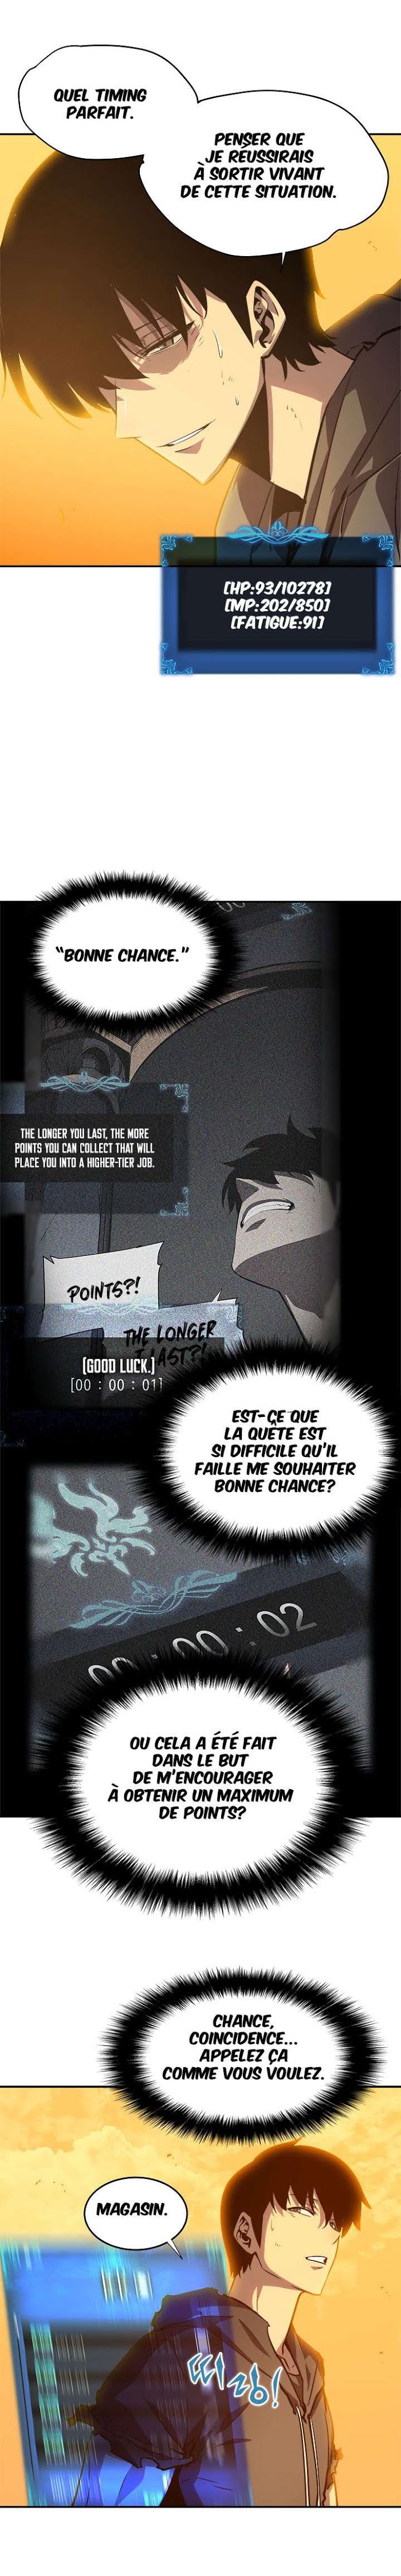 QUEL TIMING
PARFAIT.
PENSER QUE
JE RÉUSSIRAIS
À SORTIR VIVANT
DE CETTE SITUATION.
[HP:93/10278]
[MP:202/850]
[FATIGUE:91]
"BONNE CHANCE."
THE LONGER YOU LAST, THE MORE
POINTS YOU CAN COLLECT THAT WILL
PLACE YOU INTO A HIGHER-TIER JOB.
POINTS?!
THE LONGER
LAST?!
[GOOD LUCK.]
[00 : 00 : 01]
EST-CE QUE
LA QUÊTE EST
SI DIFFICILE QU'IL
FAILLE ME SOUHAITER
BONNE CHANCE?
00 : 00 : 02
OU CELA A ÉTÉ FAIT
DANS LE BUT
DE M'ENCOURAGER
À OBTENIR UN MAXIMUM
DE POINTS?
CHANCE,
COINCIDENCE...
APPELEZ ÇA
COMME VOUS VOULEZ.
MAGASIN.
띠링!